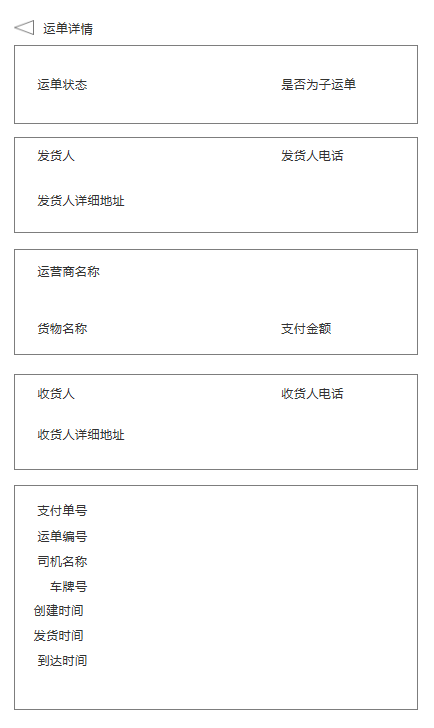 运单详情
运单状态 是否为子运单
发货人 发货人电话
发货人详细地址
运营商名称
货物名称 支付金额
收货人 收货人电话
收货人详细地址
支付单号
运单编号
司机名称
车牌号
创建时间
发货时间
到达时间